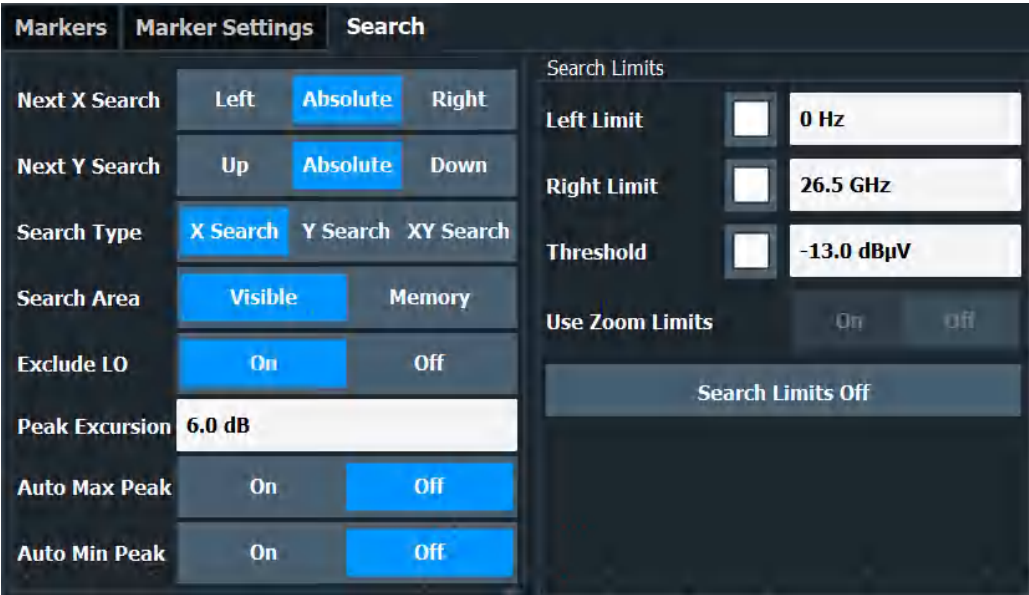 Markers Marker Settings Search
Next X Search Left Absolute Right
Next Y Search Up Absolute Down
Search Type X Search Y Search XY Search
Search Area Visible Memory
Exclude LO On Off
Peak Excursion 6.0 dB
Auto Max Peak On Off
Auto Min Peak On Off
Search Limits
Left Limit 0 Hz
Right Limit 26.5 GHz
Threshold -13.0 dBµV
Use Zoom Limits On Off
Search Limits Off